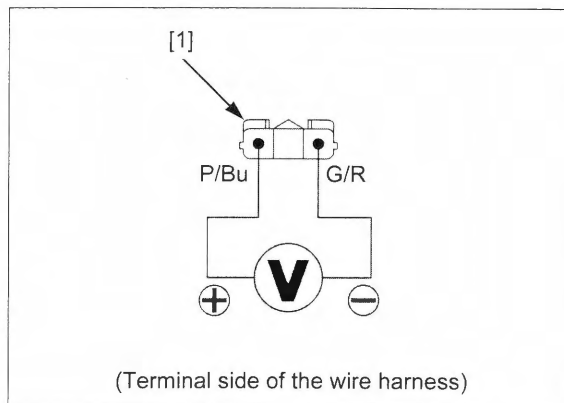 [1]
P/Bu G/R
V
+ −
(Terminal side of the wire harness)